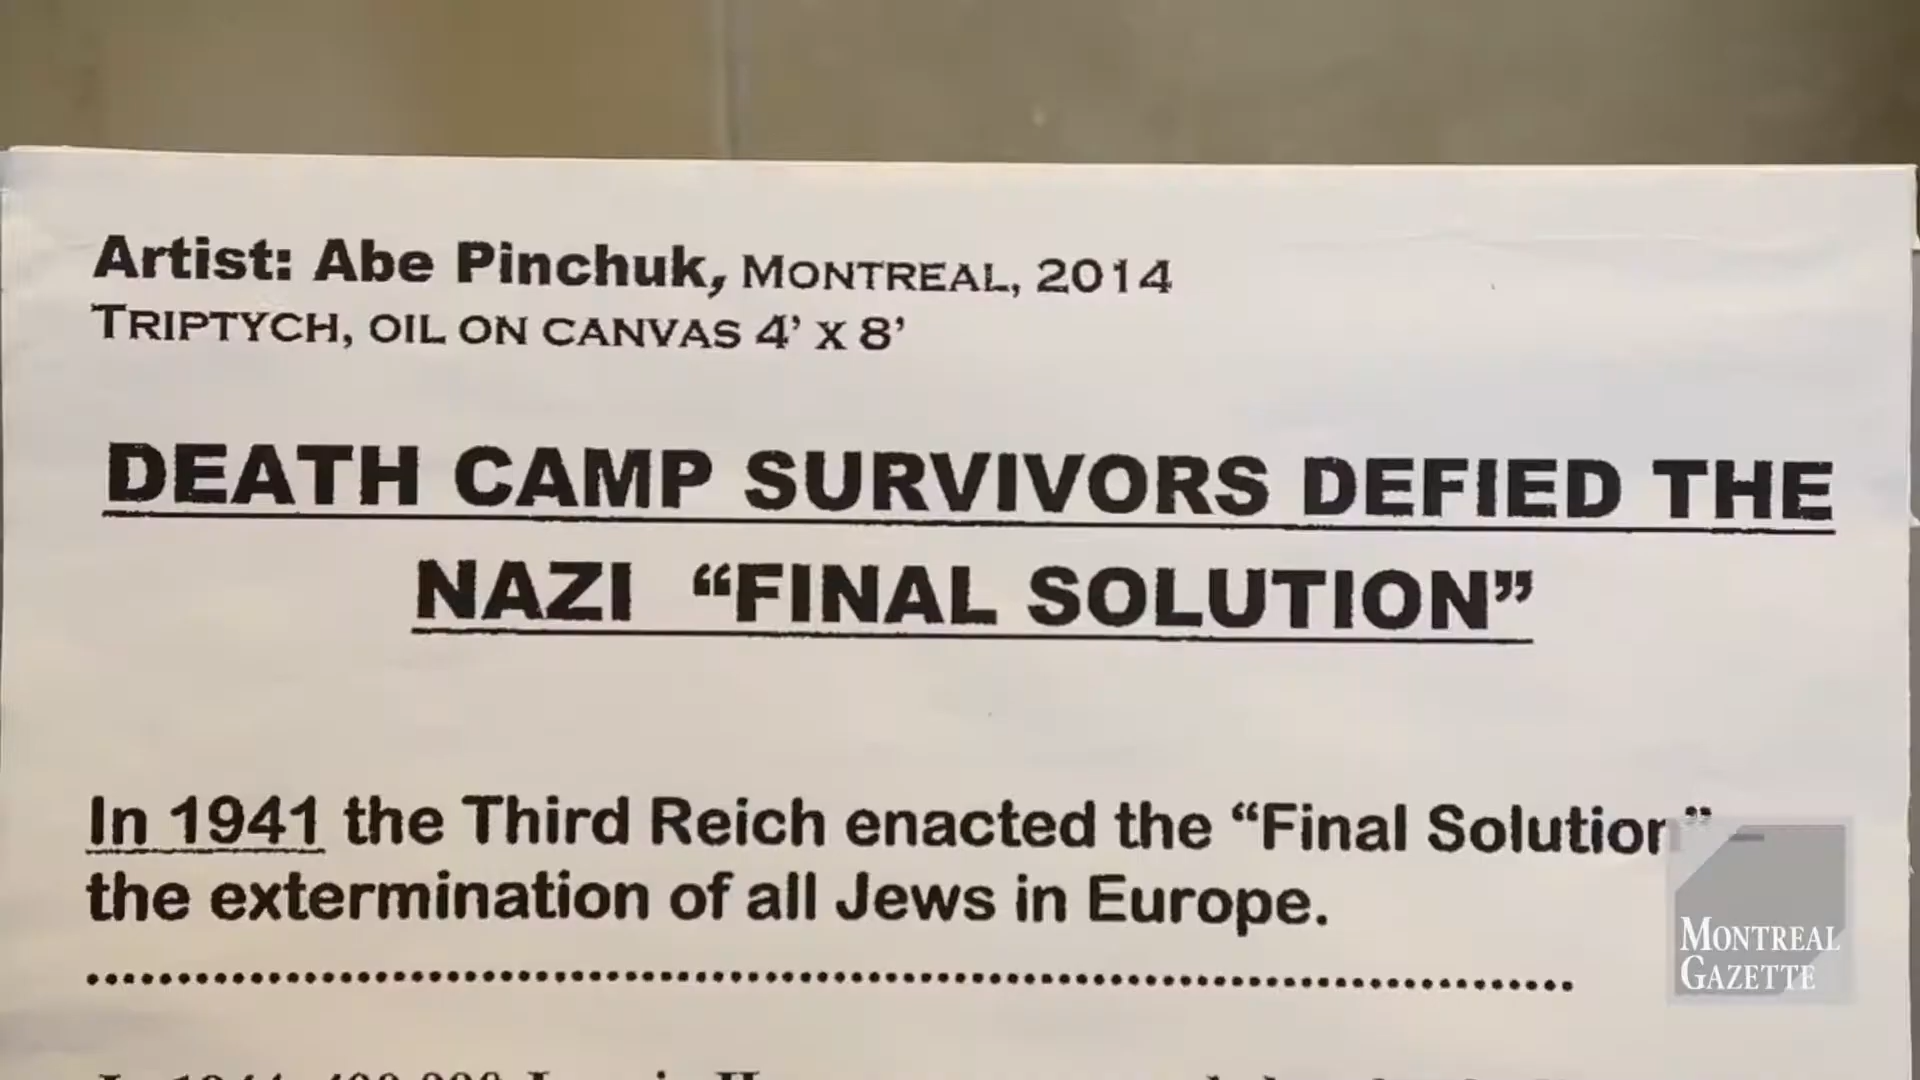 Artist: Abe Pinchuk, MONTREAL, 2014
TRIPTYCH, OIL ON CANVAS 4' X 8'
DEATH CAMP SURVIVORS DEFIED THE
NAZI “FINAL SOLUTION”
In 1941 the Third Reich enacted the “Final Solution”
the extermination of all Jews in Europe.
MONTREAL
GAZETTE